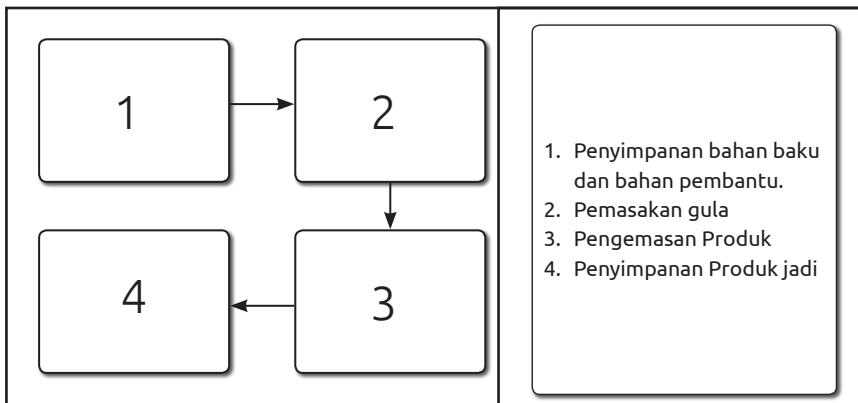 1
2
4
3
1. Penyimpanan bahan baku
dan bahan pembantu.
2. Pemasakan gula
3. Pengemasan Produk
4. Penyimpanan Produk jadi